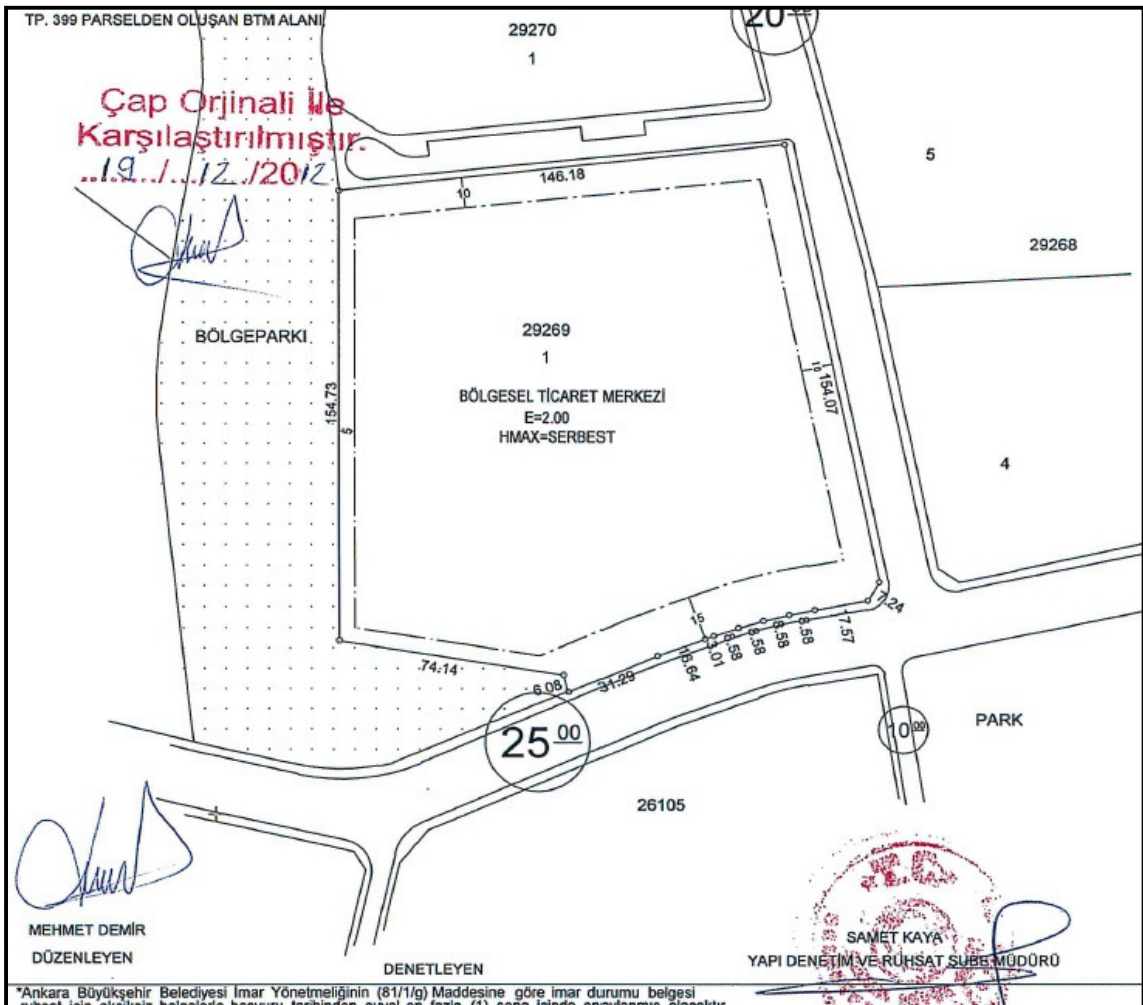 TP. 399 PARSELDEN OLUŞAN BTM ALANI
20 00
29270
1
Çap Orjinali İle
Karşılaştırılmıştır.
19/12/2012
146.18
10
5
29268
BÖLGEPARKI
29269
1
BÖLGESEL TİCARET MERKEZİ
E=2.00
HMAX=SERBEST
10
154.07
154.73
5
4
15
7.24
17.57
8.58
8.58
8.58
8.58
3.01
16.64
31.29
6.08
74.14
25 00
10 00
PARK
26105
MEHMET DEMİR
DÜZENLEYEN
DENETLEYEN
SAMET KAYA
YAPI DENETİM VE RUHSAT ŞUBE MÜDÜRÜ
*Ankara Büyükşehir Belediyesi İmar Yönetmeliğinin (81/1/g) Maddesine göre imar durumu belgesi